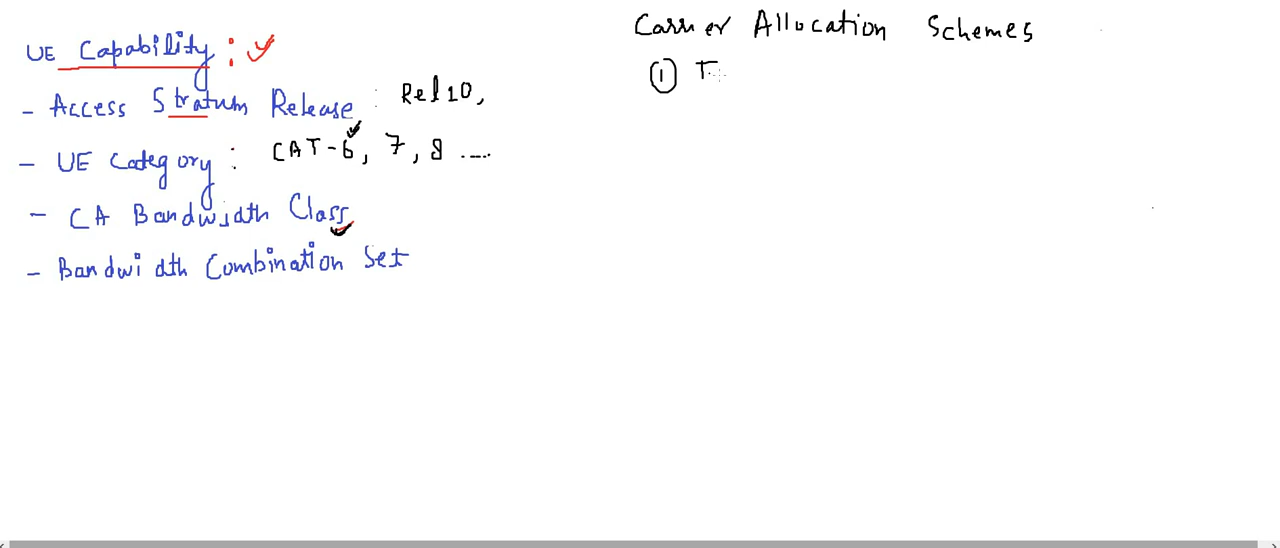 UE Capability :
- Access Stratum Release : Rel10,
- UE Category : CAT-6, 7, 8 ....
- CA Bandwidth Class
- Bandwidth Combination Set
Carrier Allocation Schemes
① T